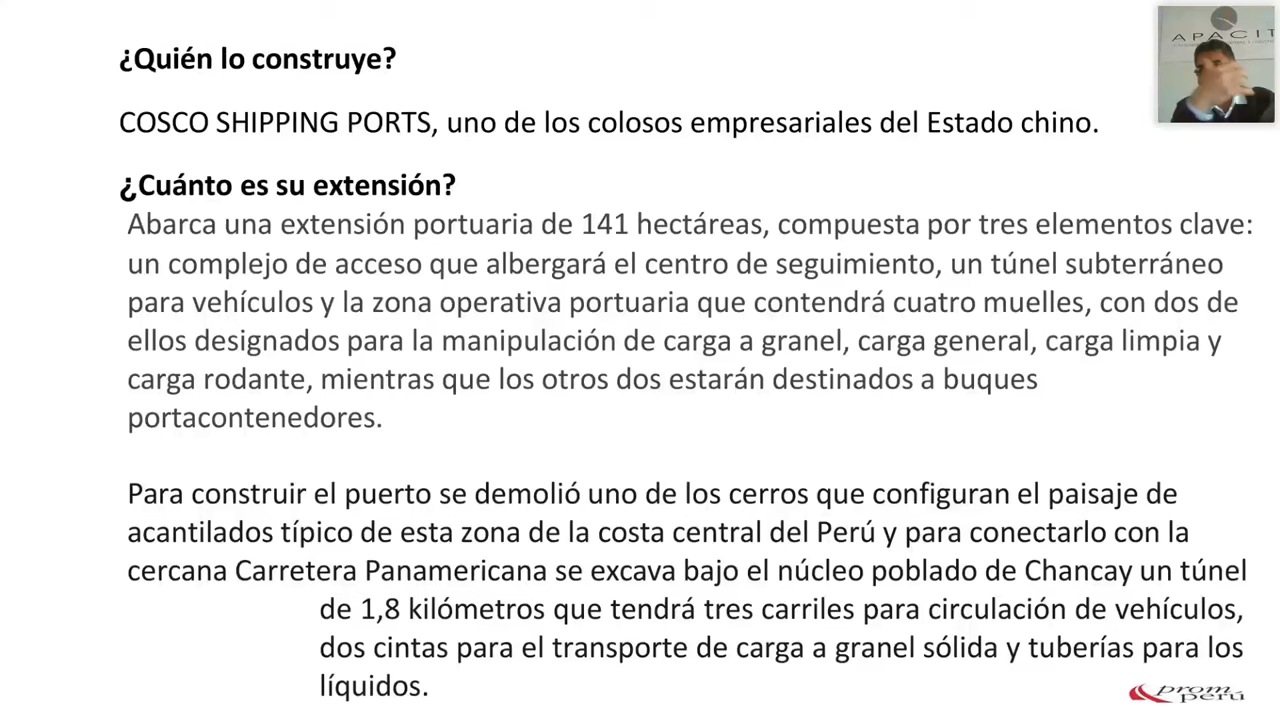 APACIT
¿Quién lo construye?
COSCO SHIPPING PORTS, uno de los colosos empresariales del Estado chino.
¿Cuánto es su extensión?
Abarca una extensión portuaria de 141 hectáreas, compuesta por tres elementos clave:
un complejo de acceso que albergará el centro de seguimiento, un túnel subterráneo
para vehículos y la zona operativa portuaria que contendrá cuatro muelles, con dos de
ellos designados para la manipulación de carga a granel, carga general, carga limpia y
carga rodante, mientras que los otros dos estarán destinados a buques
portacontenedores.
Para construir el puerto se demolió uno de los cerros que configuran el paisaje de
acantilados típico de esta zona de la costa central del Perú y para conectarlo con la
cercana Carretera Panamericana se excava bajo el núcleo poblado de Chancay un túnel
de 1,8 kilómetros que tendrá tres carriles para circulación de vehículos,
dos cintas para el transporte de carga a granel sólida y tuberías para los
líquidos.
prom
perú